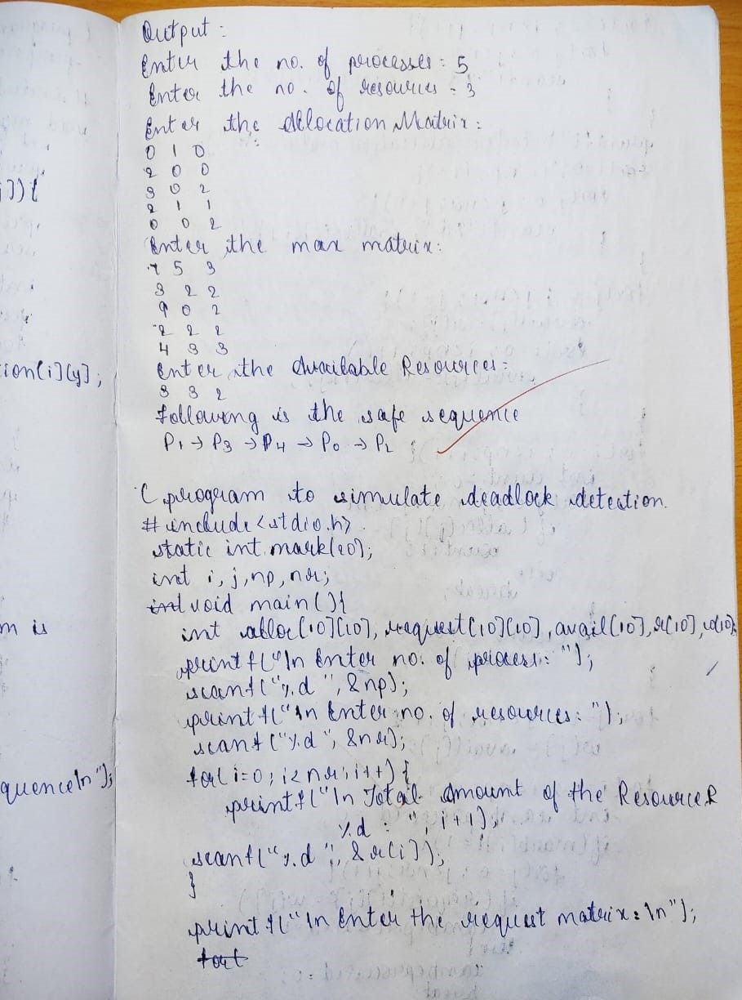 Output :
Enter the no. of processes : 5
Enter the no. of resources : 3
Enter the Allocation Matrix :
0 1 0
2 0 0
3 0 2
2 1 1
0 0 2
Enter the max matrix :
7 5 3
3 2 2
9 0 2
2 2 2
4 3 3
Enter the Available Resources :
3 3 2
following is the safe sequence
P1 → P3 → P4 → P0 → P2
C program to simulate deadlock detection.
# include <stdio.h>
static int mark[20];
int i, j, np, nr;
int void main(){
int alloc[10][10], request[10][10], avail[10], r[10], w[10];
printf("\n Enter no. of process: ");
scanf("%d", &np);
printf("\n Enter no. of resources: ");
scanf("%d", &nr);
for(i=0; i<nr; i++) {
printf("\n Total Amount of the Resource R
%d : ", i+1);
scanf("%d", &r[i]);
}
printf("\n Enter the request matrix: \n");
]){
ion[i][y];
m is
quence\n");